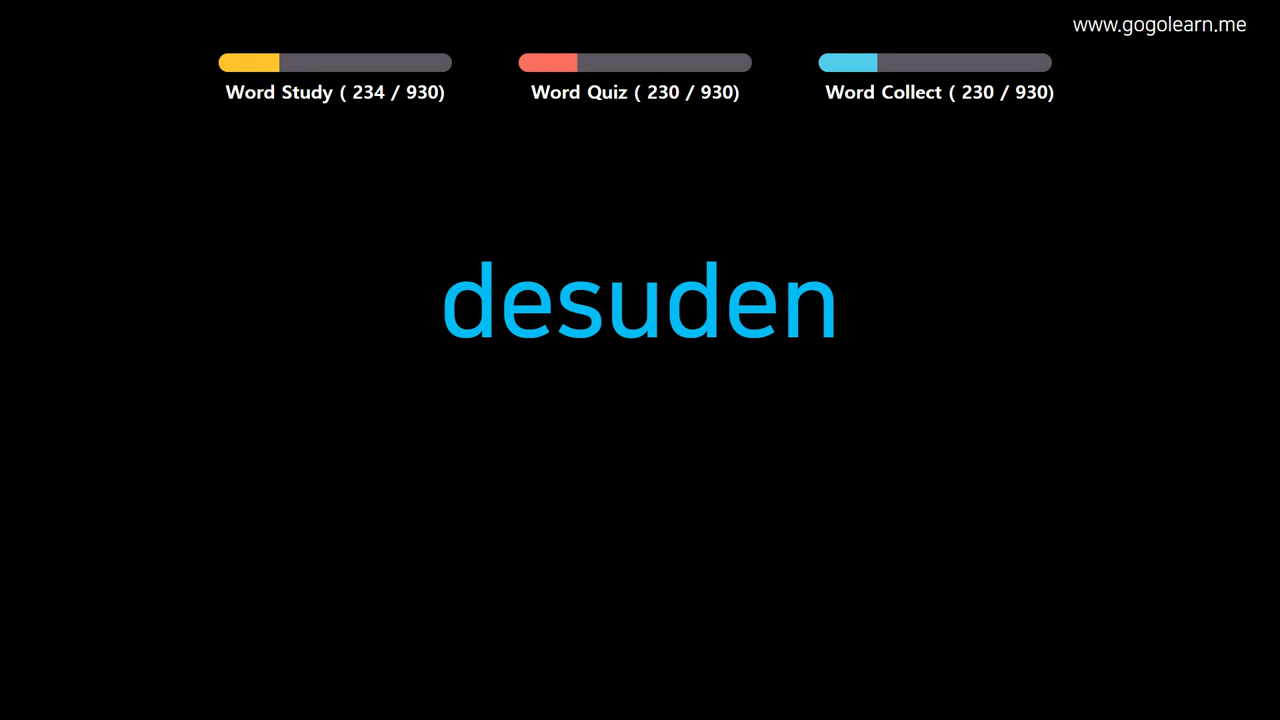 www.gogolearn.me
Word Study ( 234 / 930)
Word Quiz ( 230 / 930)
Word Collect ( 230 / 930)
desuden